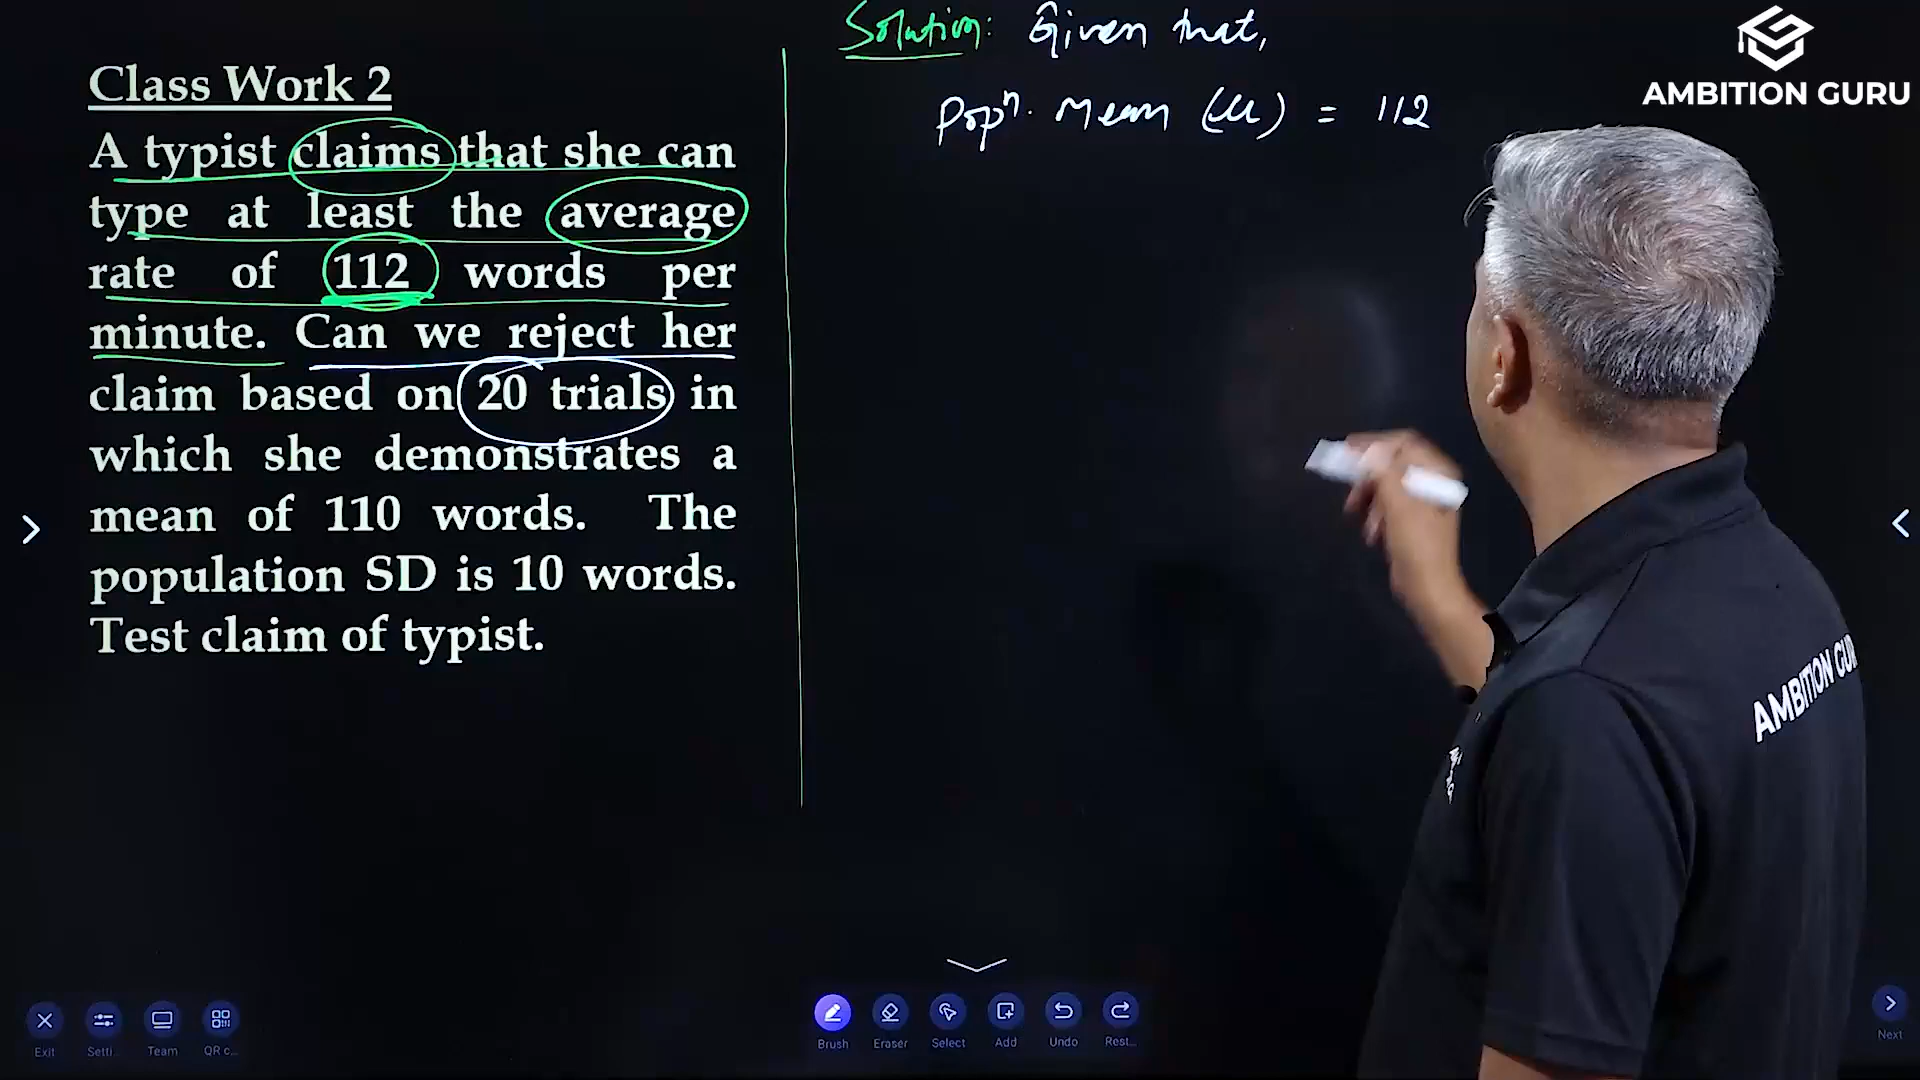 Class Work 2
A typist claims that she can
type at least the average
rate of 112 words per
minute. Can we reject her
claim based on 20 trials in
which she demonstrates a
mean of 110 words. The
population SD is 10 words.
Test claim of typist.
Solution: Given that,
Popⁿ. Mean (μ) = 112
AMBITION GURU
AMBITION GUR
Exit
Setti..
Team
QR c...
Brush
Eraser
Select
Add
Undo
Rest...
Next